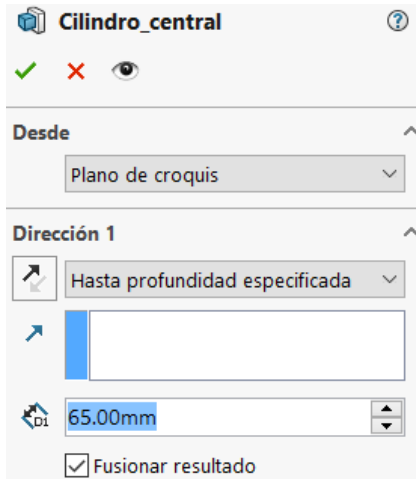 Cilindro_central
Desde
Plano de croquis
Dirección 1
Hasta profundidad especificada
D1 65.00mm
Fusionar resultado